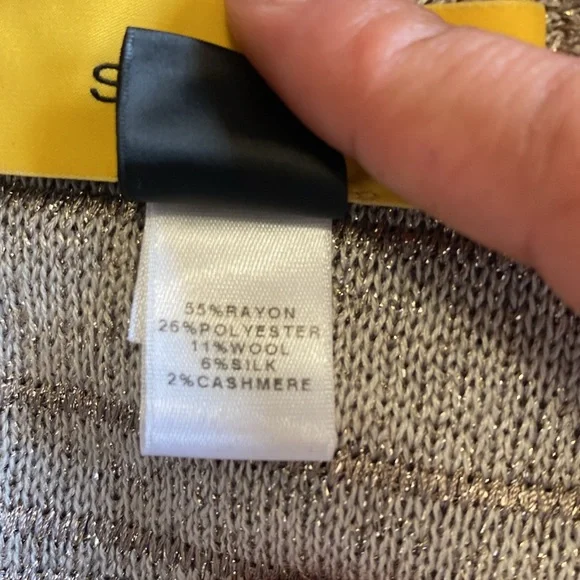 S
55%RAYON
26%POLYESTER
11%WOOL
6%SILK
2%CASHMERE